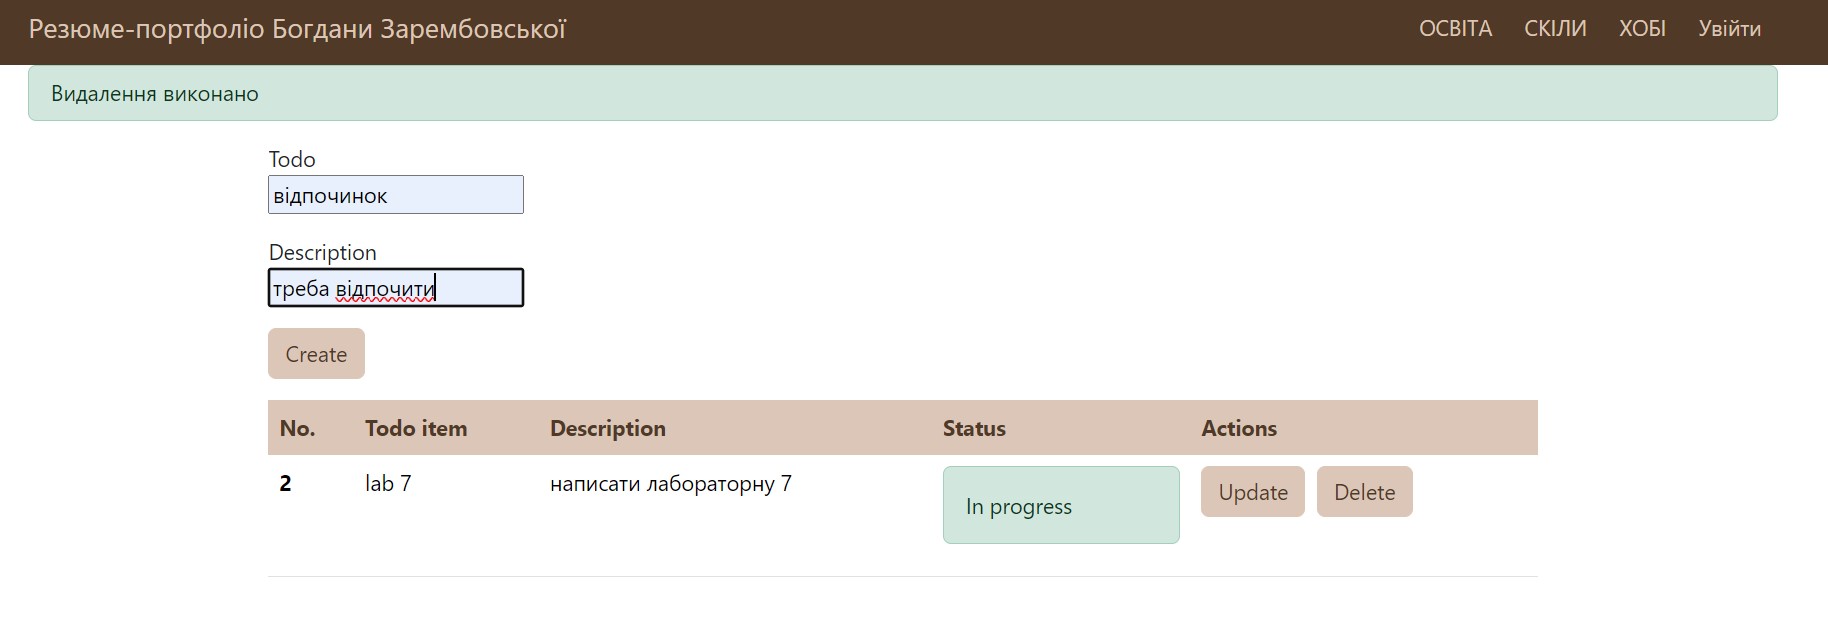 Резюме-портфоліо Богдани Зарембовської ОСВІТА СКІЛИ ХОБІ Увійти
Видалення виконано
Todo
відпочинок
Description
треба відпочити
Create
No. Todo item Description Status Actions
2 lab 7 написати лабораторну 7 In progress Update Delete